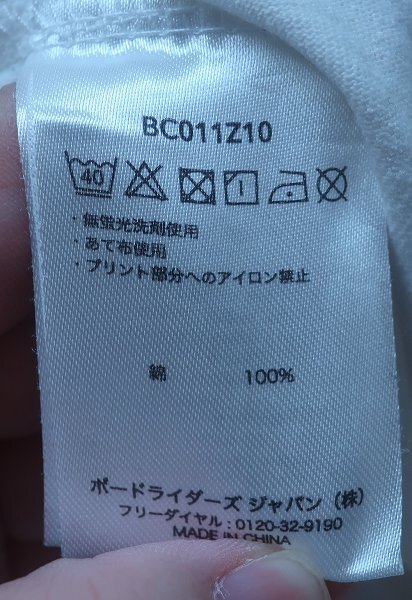 BC011Z10
40
・無蛍光洗剤使用
・あて布使用
・プリント部分へのアイロン禁止
綿 100%
ボードライダーズ ジャパン（株）
フリーダイヤル：0120-32-9190
MADE IN CHINA